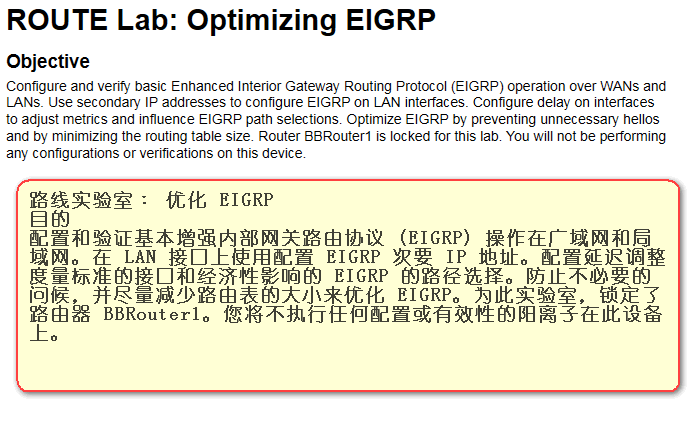 ROUTE Lab: Optimizing EIGRP
Objective
Configure and verify basic Enhanced Interior Gateway Routing Protocol (EIGRP) operation over WANs and
LANs. Use secondary IP addresses to configure EIGRP on LAN interfaces. Configure delay on interfaces
to adjust metrics and influence EIGRP path selections. Optimize EIGRP by preventing unnecessary hellos
and by minimizing the routing table size. Router BBRouter1 is locked for this lab. You will not be performing
any configurations or verifications on this device.
路线实验室： 优化 EIGRP
目的
配置和验证基本增强内部网关路由协议 (EIGRP) 操作在广域网和局
域网。在 LAN 接口上使用配置 EIGRP 次要 IP 地址。配置延迟调整
度量标准的接口和经济性影响的 EIGRP 的路径选择。防止不必要的
问候，并尽量减少路由表的大小来优化 EIGRP。为此实验室，锁定了
路由器 BBRouter1。您将不执行任何配置或有效性的阳离子在此设备
上。